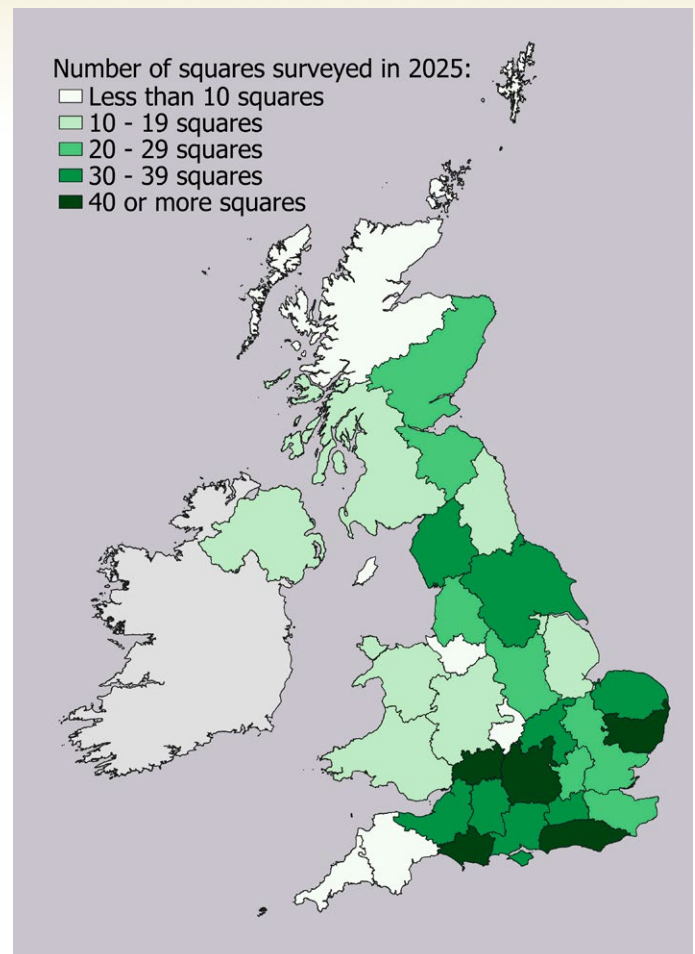 Number of squares surveyed in 2025:
Less than 10 squares
10 - 19 squares
20 - 29 squares
30 - 39 squares
40 or more squares